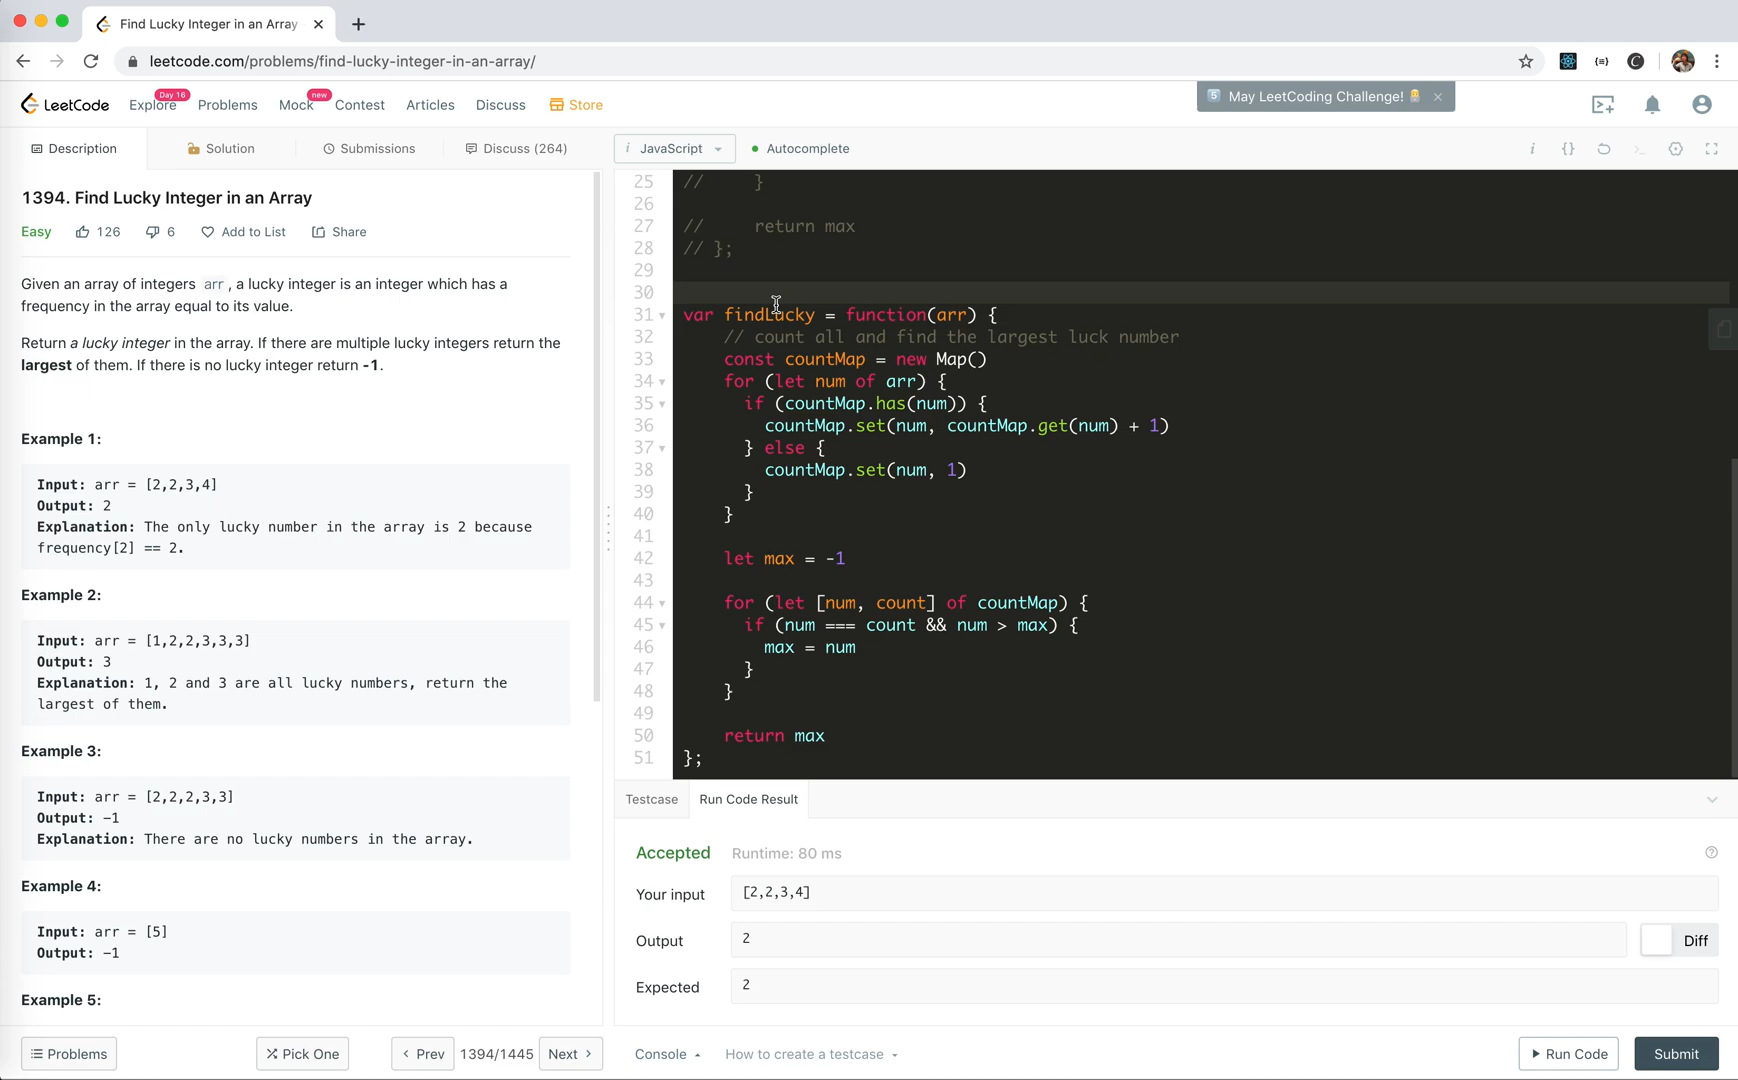 Find Lucky Integer in an Array
leetcode.com/problems/find-lucky-integer-in-an-array/
LeetCode
Explore
Day 16
Problems
Mock
new
Contest
Articles
Discuss
Store
5 May LeetCoding Challenge!
Description
Solution
Submissions
Discuss (264)
i JavaScript
Autocomplete
1394. Find Lucky Integer in an Array
Easy 126 6 Add to List Share
Given an array of integers arr, a lucky integer is an integer which has a
frequency in the array equal to its value.
Return a lucky integer in the array. If there are multiple lucky integers return the
largest of them. If there is no lucky integer return -1.
Example 1:
Input: arr = [2,2,3,4]
Output: 2
Explanation: The only lucky number in the array is 2 because
frequency[2] == 2.
Example 2:
Input: arr = [1,2,2,3,3,3]
Output: 3
Explanation: 1, 2 and 3 are all lucky numbers, return the
largest of them.
Example 3:
Input: arr = [2,2,2,3,3]
Output: -1
Explanation: There are no lucky numbers in the array.
Example 4:
Input: arr = [5]
Output: -1
Example 5:
Problems
Pick One
Prev
1394/1445
Next
25 // }
26
27 // return max
28 // };
29
30
31 var findLucky = function(arr) {
32 // count all and find the largest luck number
33 const countMap = new Map()
34 for (let num of arr) {
35 if (countMap.has(num)) {
36 countMap.set(num, countMap.get(num) + 1)
37 } else {
38 countMap.set(num, 1)
39 }
40 }
41
42 let max = -1
43
44 for (let [num, count] of countMap) {
45 if (num === count && num > max) {
46 max = num
47 }
48 }
49
50 return max
51 };
Testcase
Run Code Result
Accepted Runtime: 80 ms
Your input [2,2,3,4]
Output 2
Diff
Expected 2
Console
How to create a testcase
Run Code
Submit